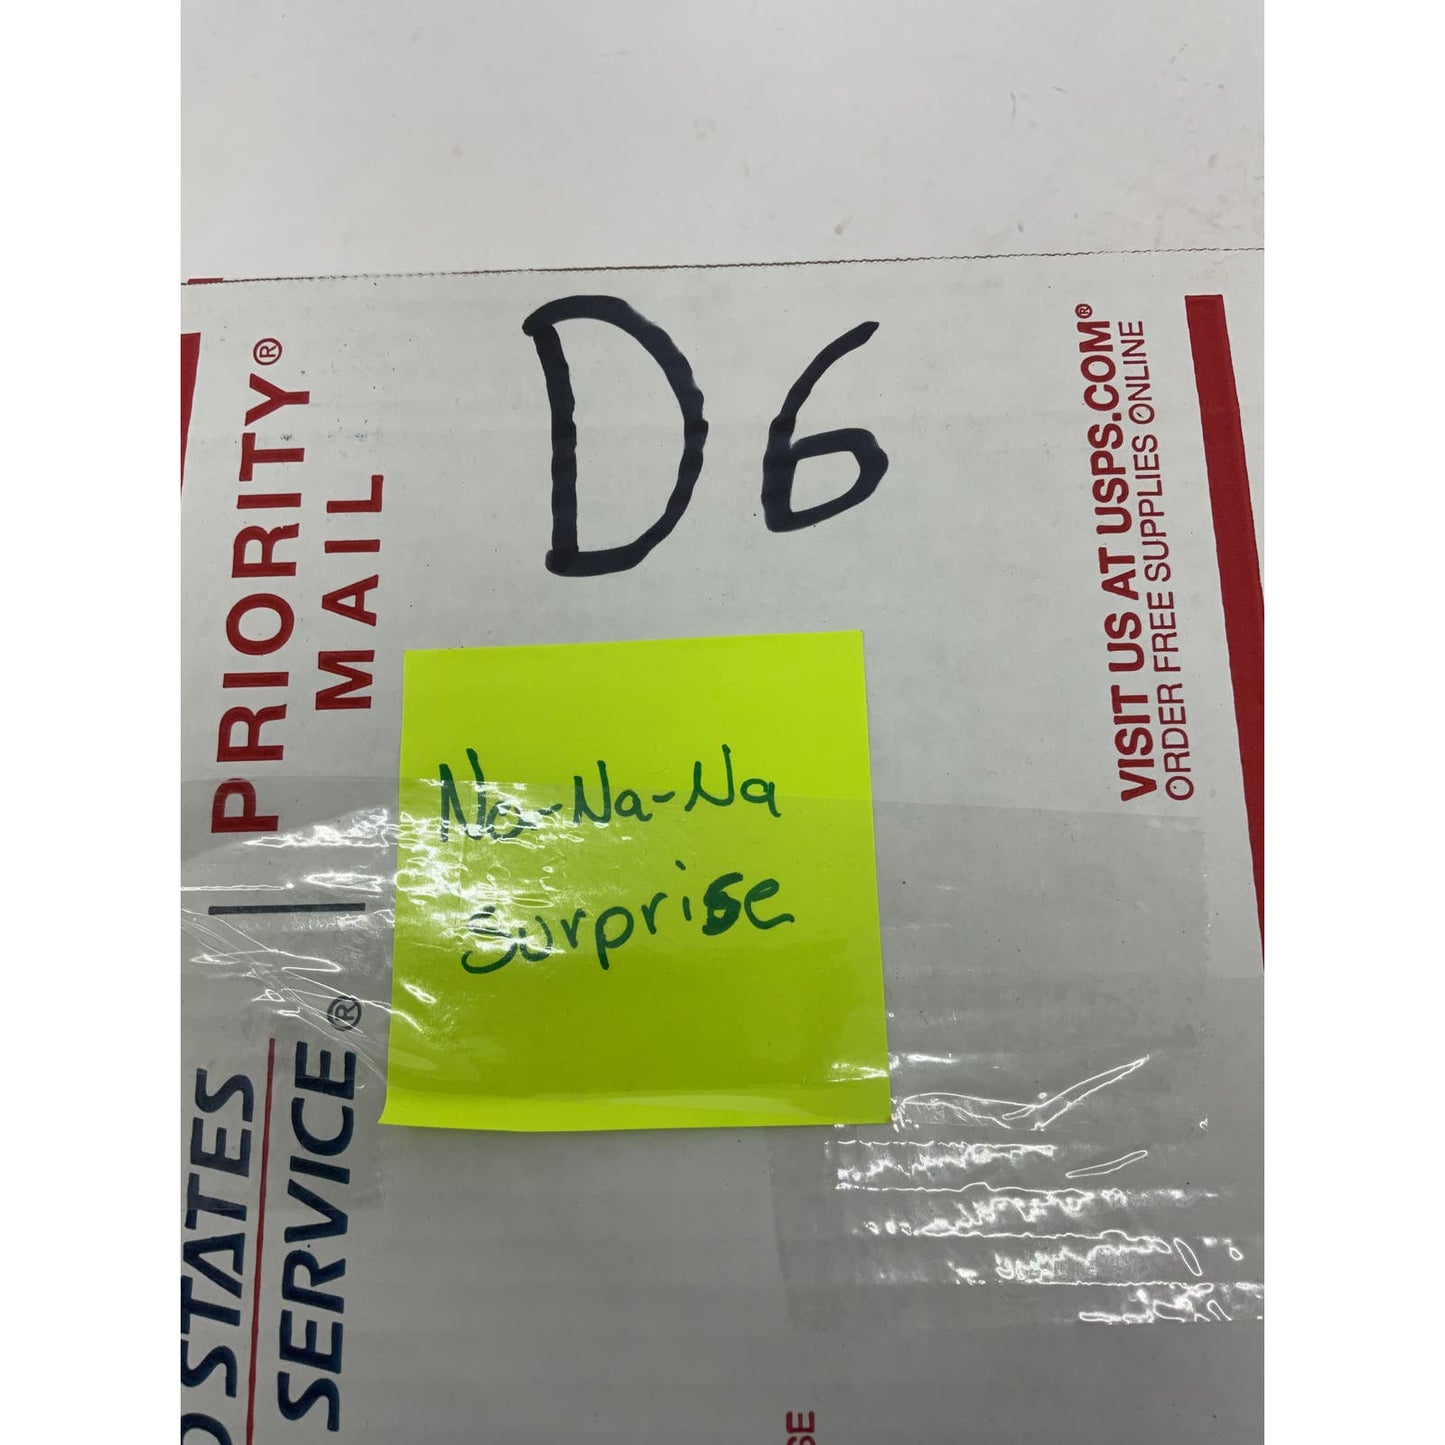 D6
PRIORITY®
MAIL
VISIT US AT USPS.COM®
ORDER FREE SUPPLIES ONLINE
Na-Na-Na
Surprise
STATES
SERVICE®